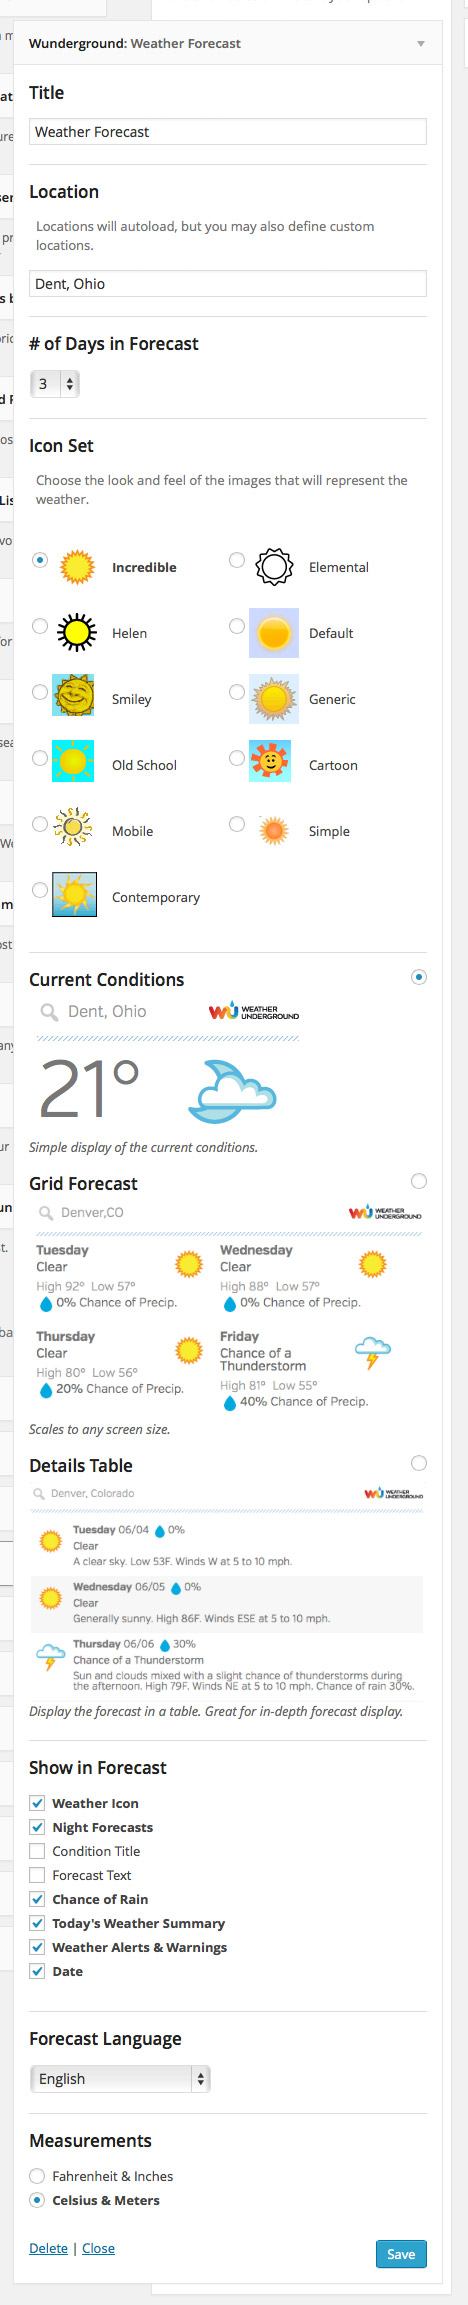 Wunderground: Weather Forecast
Title
Weather Forecast
Location
Locations will autoload, but you may also define custom
locations.
Dent, Ohio
# of Days in Forecast
3
Icon Set
Choose the look and feel of the images that will represent the
weather.
Incredible
Elemental
Helen
Default
Smiley
Generic
Old School
Cartoon
Mobile
Simple
Contemporary
Current Conditions
Dent, Ohio
WEATHER
UNDERGROUND
21°
Simple display of the current conditions.
Grid Forecast
Denver,CO
WEATHER
UNDERGROUND
Tuesday
Clear
High 92° Low 57°
0% Chance of Precip.
Wednesday
Clear
High 88° Low 57°
0% Chance of Precip.
Thursday
Clear
High 80° Low 56°
20% Chance of Precip.
Friday
Chance of a
Thunderstorm
High 81° Low 55°
40% Chance of Precip.
Scales to any screen size.
Details Table
Denver, Colorado
WEATHER
UNDERGROUND
Tuesday 06/04 0%
Clear
A clear sky. Low 53F. Winds W at 5 to 10 mph.
Wednesday 06/05 0%
Clear
Generally sunny. High 86F. Winds ESE at 5 to 10 mph.
Thursday 06/06 30%
Chance of a Thunderstorm
Sun and clouds mixed with a slight chance of thunderstorms during
the afternoon. High 79F. Winds NE at 5 to 10 mph. Chance of rain 30%.
Display the forecast in a table. Great for in-depth forecast display.
Show in Forecast
Weather Icon
Night Forecasts
Condition Title
Forecast Text
Chance of Rain
Today's Weather Summary
Weather Alerts & Warnings
Date
Forecast Language
English
Measurements
Fahrenheit & Inches
Celsius & Meters
Delete | Close
Save